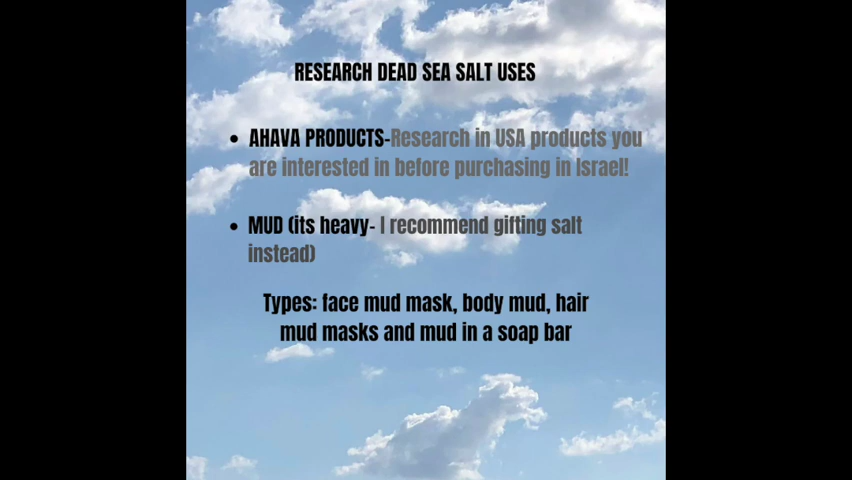 RESEARCH DEAD SEA SALT USES
• AHAVA PRODUCTS-Research in USA products you
are interested in before purchasing in Israel!
• MUD (its heavy- I recommend gifting salt
instead)
Types: face mud mask, body mud, hair
mud masks and mud in a soap bar